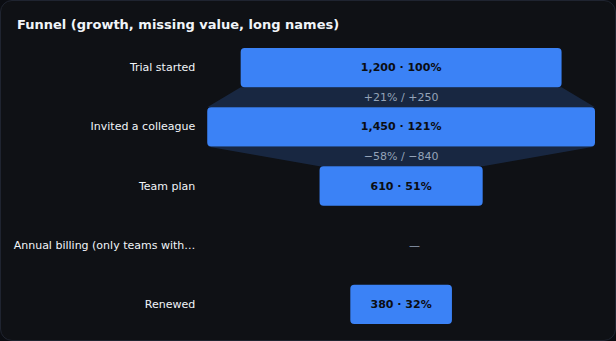 Funnel (growth, missing value, long names)
Trial started
1,200 · 100%
+21% / +250
Invited a colleague
1,450 · 121%
−58% / −840
Team plan
610 · 51%
Annual billing (only teams with…
—
Renewed
380 · 32%